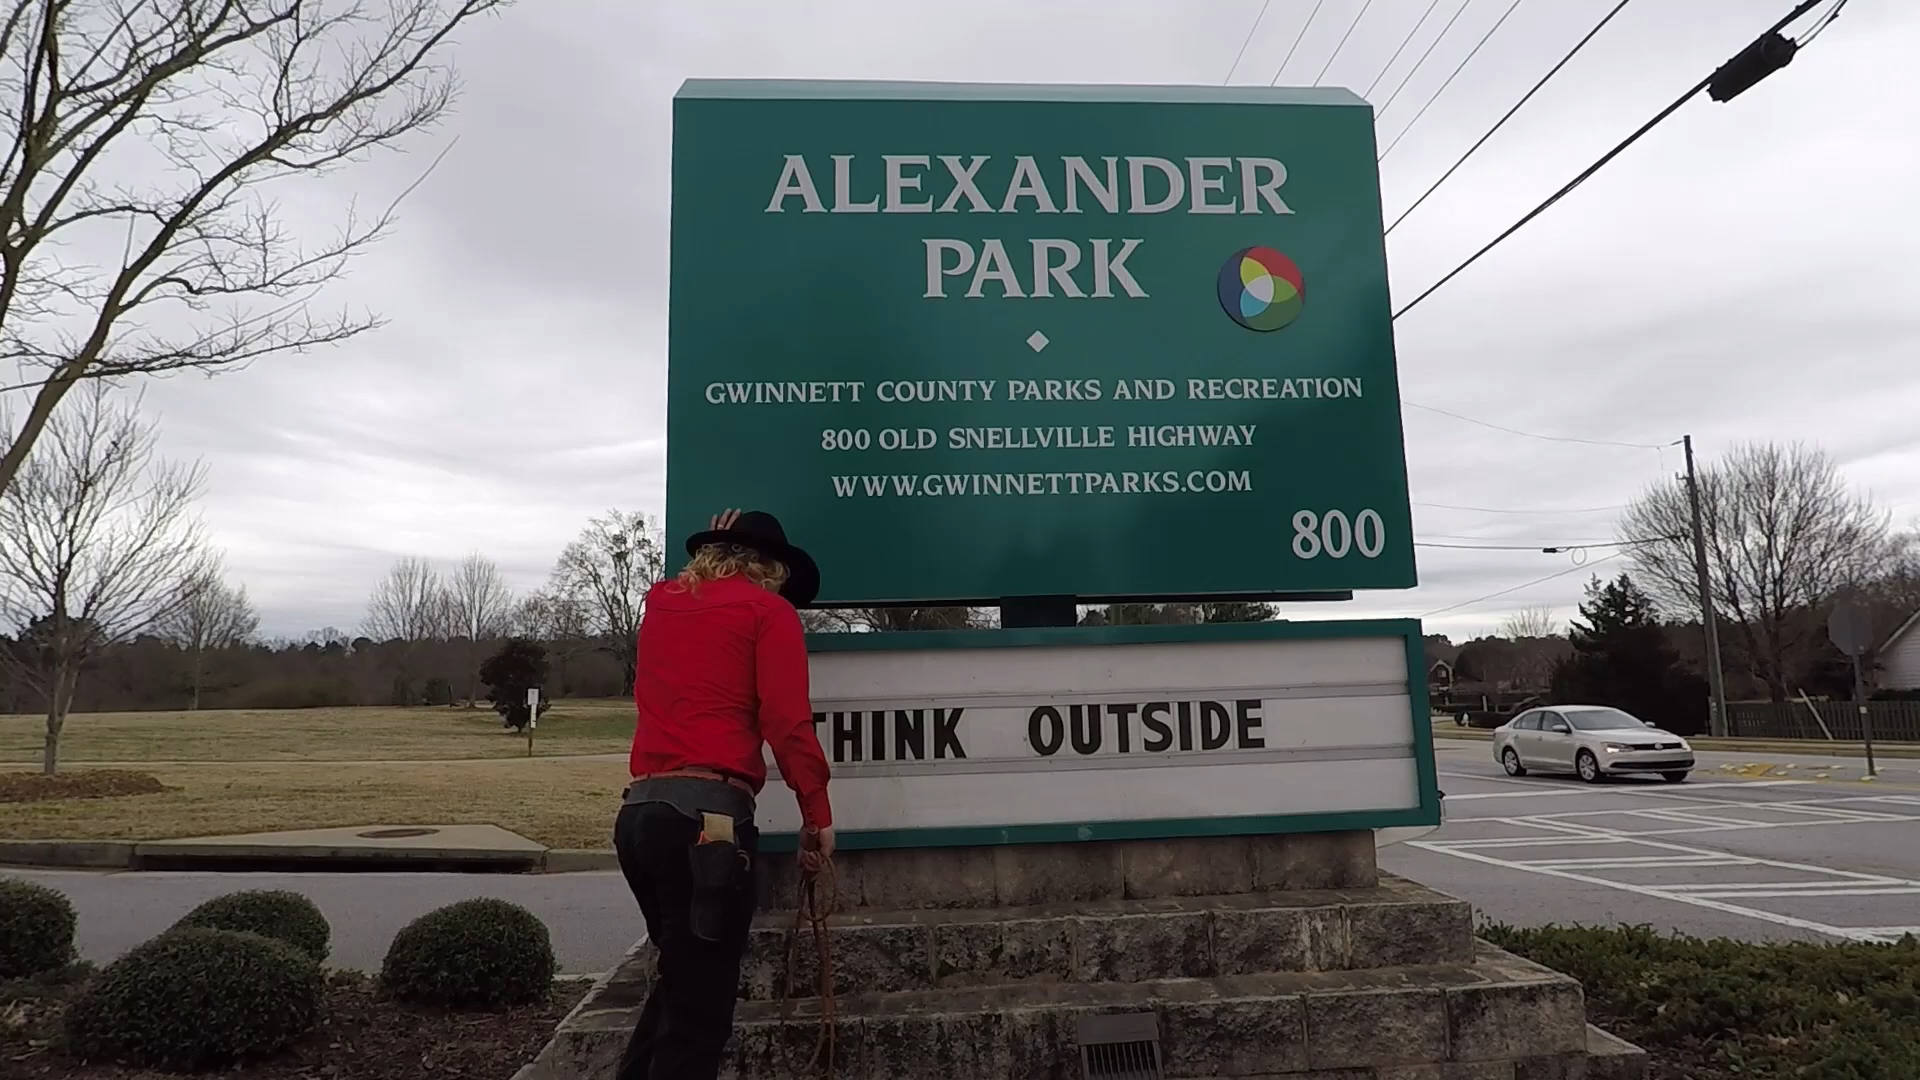 ALEXANDER
PARK
GWINNETT COUNTY PARKS AND RECREATION
800 OLD SNELLVILLE HIGHWAY
WWW.GWINNETTPARKS.COM
800
THINK OUTSIDE